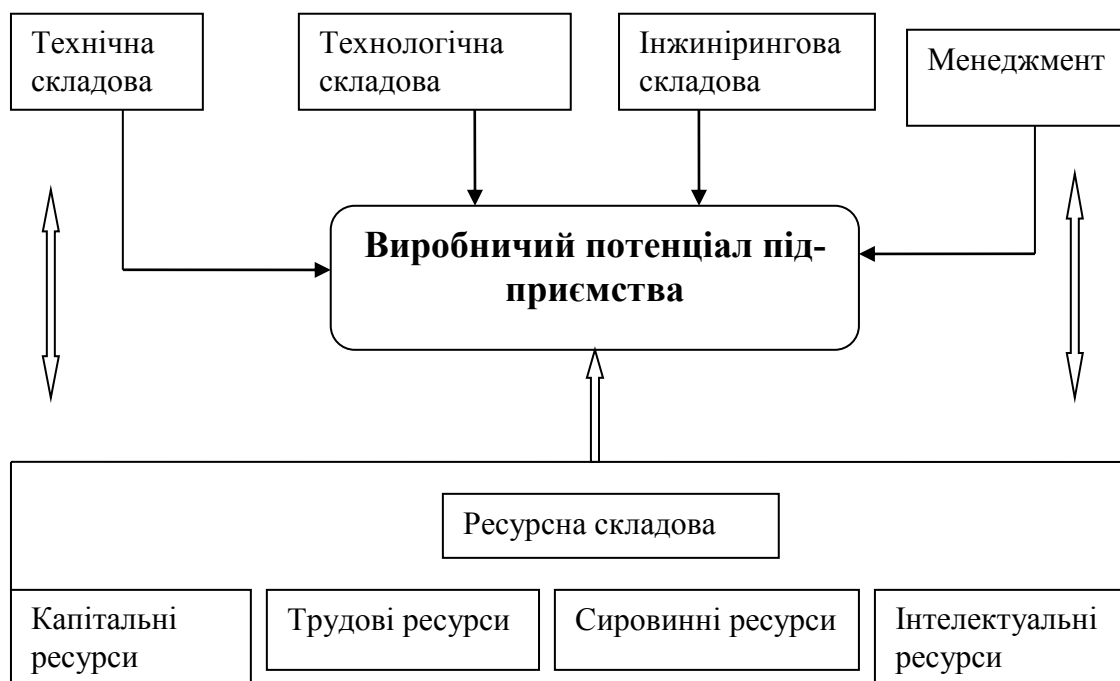 Технічна
складова
Технологічна
складова
Інжинірингова
складова
Менеджмент
Виробничий потенціал під-
приємства
Ресурсна складова
Капітальні
ресурси
Трудові ресурси
Сировинні ресурси
Інтелектуальні
ресурси